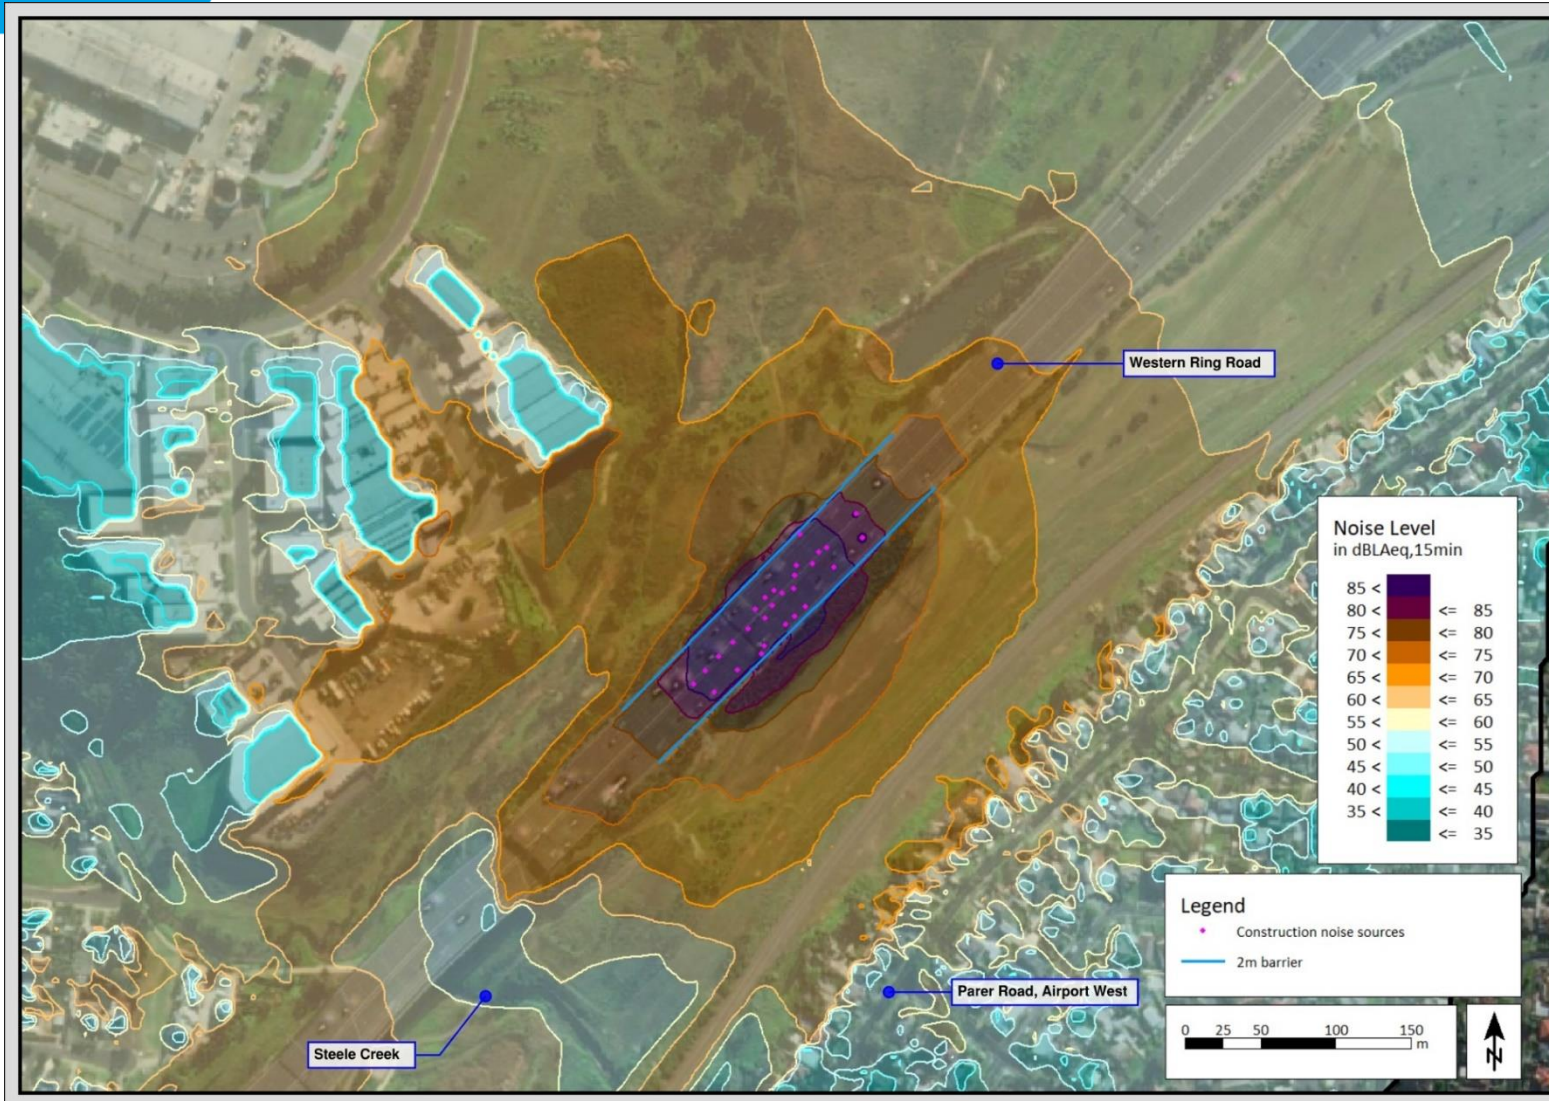 Western Ring Road
Noise Level
in dBLAeq,15min
85 <
80 < <= 85
75 < <= 80
70 < <= 75
65 < <= 70
60 < <= 65
55 < <= 60
50 < <= 55
45 < <= 50
40 < <= 45
35 < <= 40
<= 35
Legend
Construction noise sources
2m barrier
Parer Road, Airport West
Steele Creek
0 25 50 100 150
m
N